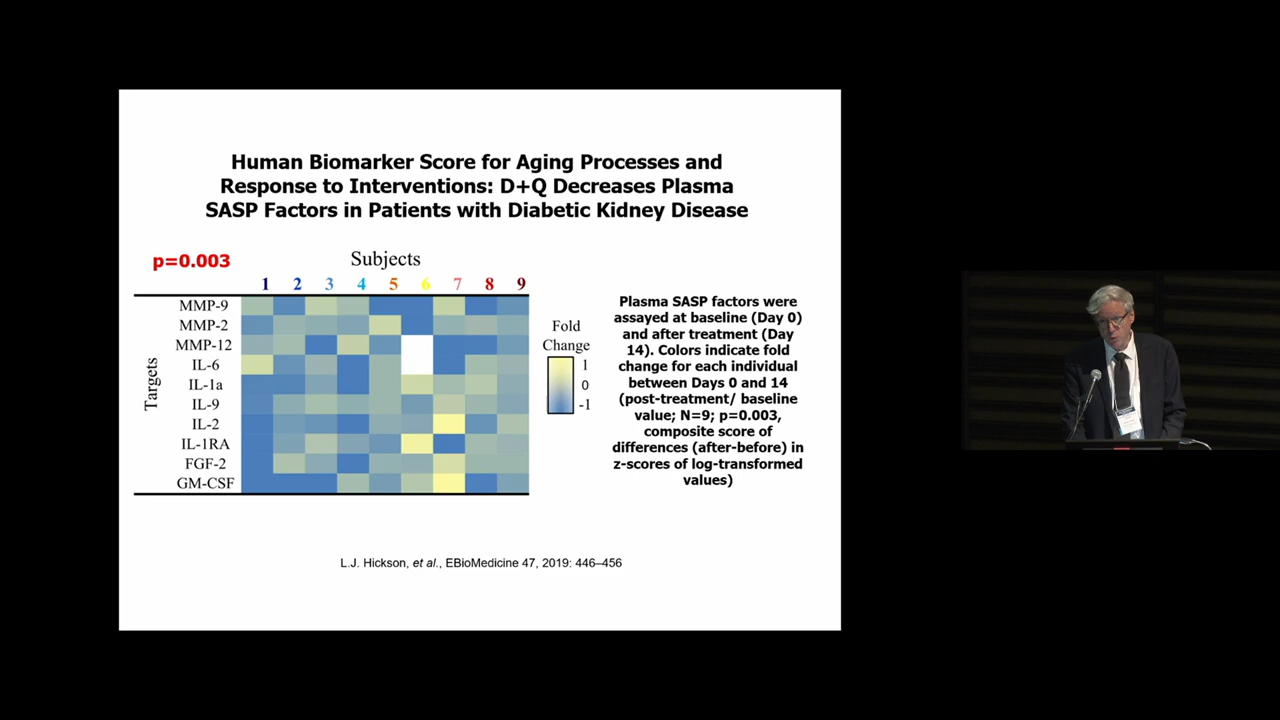 Human Biomarker Score for Aging Processes and
Response to Interventions: D+Q Decreases Plasma
SASP Factors in Patients with Diabetic Kidney Disease
p=0.003
Subjects
1 2 3 4 5 6 7 8 9
Targets
MMP-9
MMP-2
MMP-12
IL-6
IL-1a
IL-9
IL-2
IL-1RA
FGF-2
GM-CSF
Fold
Change
1
0
-1
Plasma SASP factors were
assayed at baseline (Day 0)
and after treatment (Day
14). Colors indicate fold
change for each individual
between Days 0 and 14
(post-treatment/ baseline
value; N=9; p=0.003,
composite score of
differences (after-before) in
z-scores of log-transformed
values)
L.J. Hickson, et al., EBioMedicine 47, 2019: 446–456